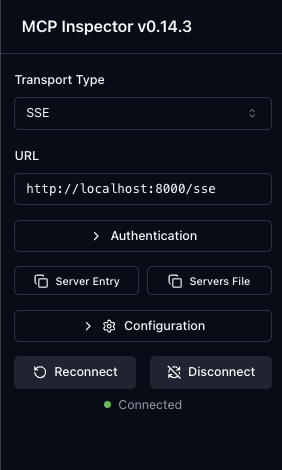 MCP Inspector v0.14.3
Transport Type
SSE
URL
http://localhost:8000/sse
Authentication
Server Entry
Servers File
Configuration
Reconnect
Disconnect
Connected